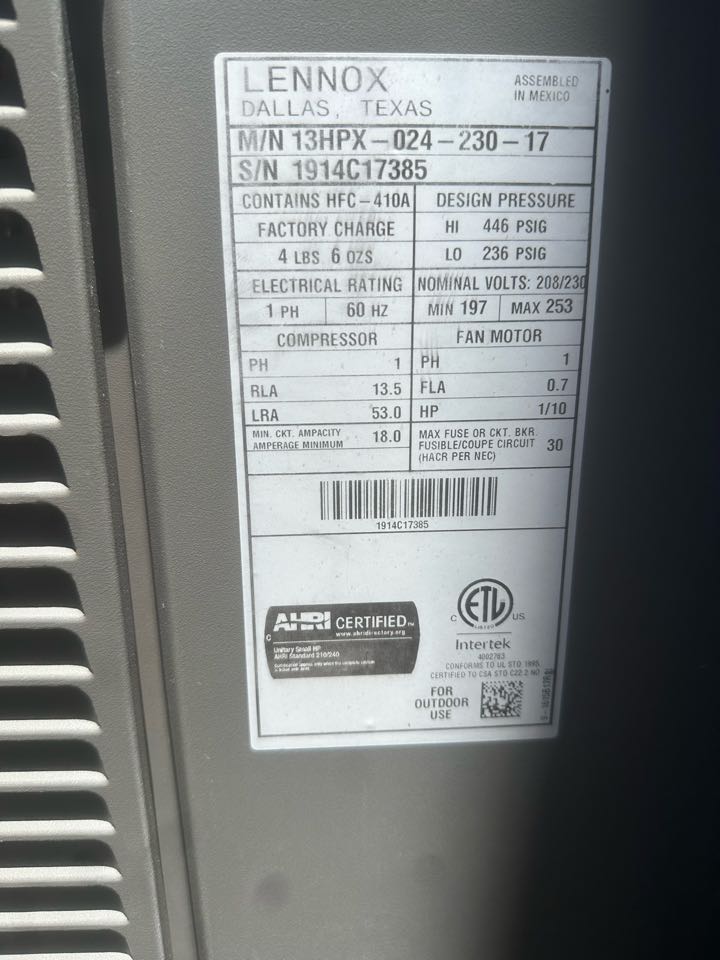 LENNOX
DALLAS, TEXAS
ASSEMBLED
IN MEXICO
M/N 13HPX-024-230-17
S/N 1914C17385
CONTAINS HFC-410A
FACTORY CHARGE
4 LBS 6 OZS
DESIGN PRESSURE
HI 446 PSIG
LO 236 PSIG
ELECTRICAL RATING
NOMINAL VOLTS: 208/230
1 PH 60 HZ
MIN 197 MAX 253
COMPRESSOR
PH 1
RLA 13.5
LRA 53.0
MIN. CKT. AMPACITY
AMPERAGE MINIMUM
18.0
FAN MOTOR
PH 1
FLA 0.7
HP 1/10
MAX FUSE OR CKT. BKR.
FUSIBLE/COUPE CIRCUIT
(HACR PER NEC)
30
1914C17385
C
AHRI CERTIFIED™
www.ahridirectory.org
Unitary Small HP
AHRI Standard 210/240
C ETL US
LISTED
Intertek
4002763
CONFORMS TO UL STD 1995
CERTIFIED TO CSA STD C22.2 NO
FOR
OUTDOOR
USE